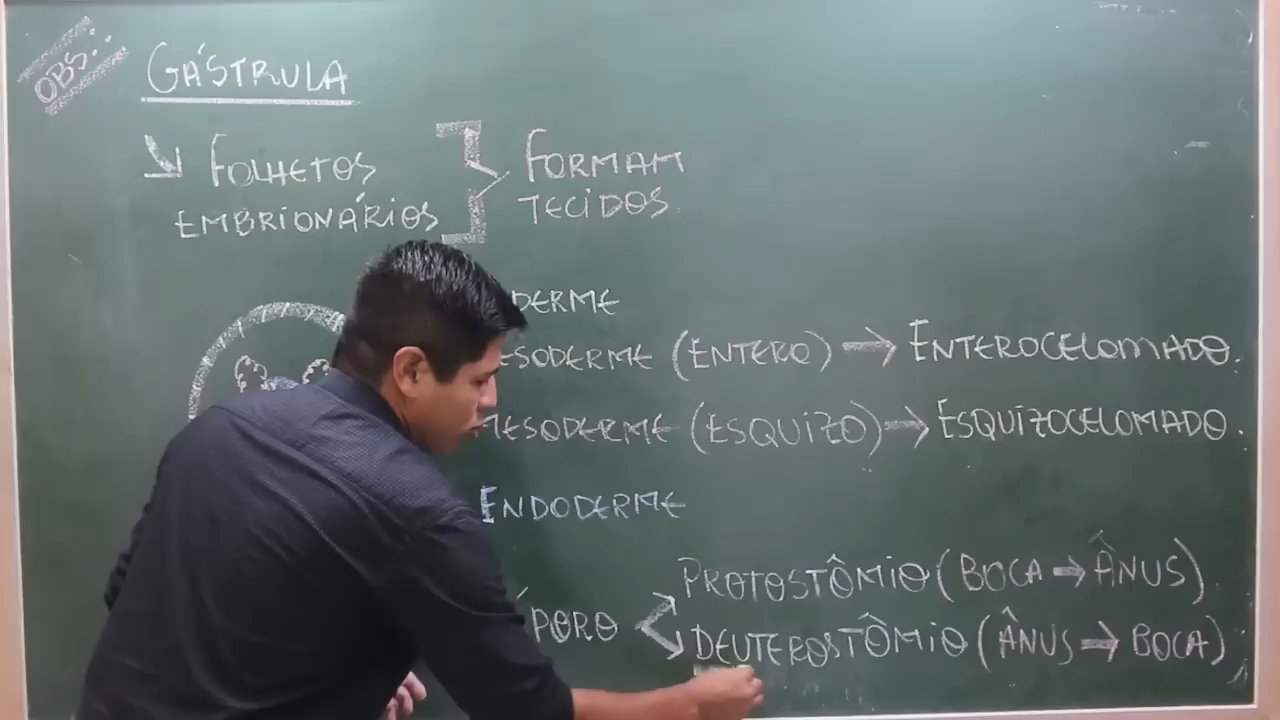 OBS:.
GÁSTRULA
FOLHETOS
EMBRIONÁRIOS
FORMAM
TECIDOS.
DERME
ESODERME (ENTERO) → ENTEROCELOMADO.
MESODERME (ESQUIZO) → ESQUIZOCELOMADO.
ENDODERME
PORO
PROTOSTÔMIO (BOCA → ÂNUS).
DEUTEROSTÔMIO (ÂNUS → BOCA)